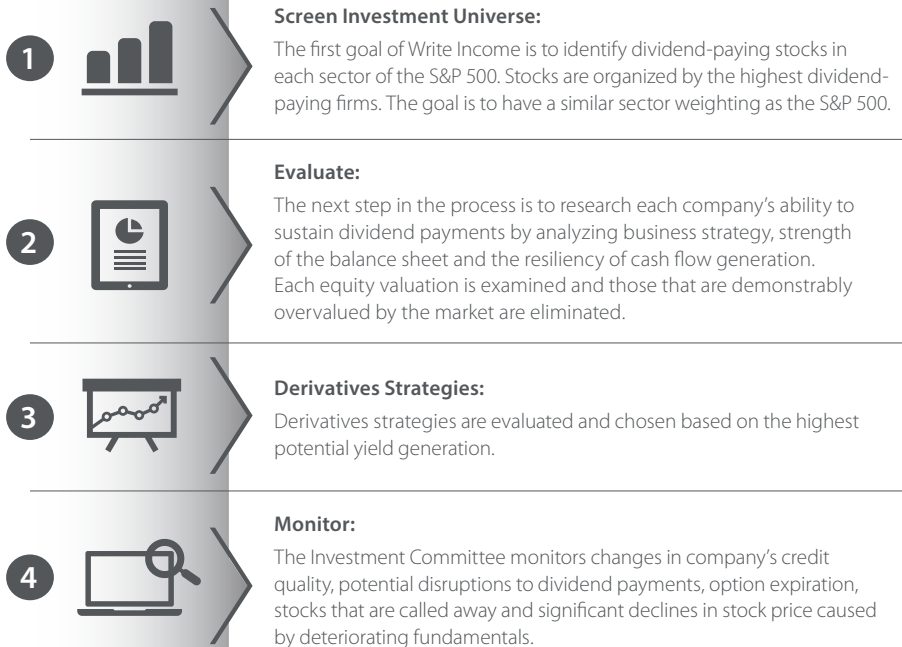 1
Screen Investment Universe:
The first goal of Write Income is to identify dividend-paying stocks in
each sector of the S&P 500. Stocks are organized by the highest dividend-
paying firms. The goal is to have a similar sector weighting as the S&P 500.
2
Evaluate:
The next step in the process is to research each company's ability to
sustain dividend payments by analyzing business strategy, strength
of the balance sheet and the resiliency of cash flow generation.
Each equity valuation is examined and those that are demonstrably
overvalued by the market are eliminated.
3
Derivatives Strategies:
Derivatives strategies are evaluated and chosen based on the highest
potential yield generation.
4
Monitor:
The Investment Committee monitors changes in company's credit
quality, potential disruptions to dividend payments, option expiration,
stocks that are called away and significant declines in stock price caused
by deteriorating fundamentals.